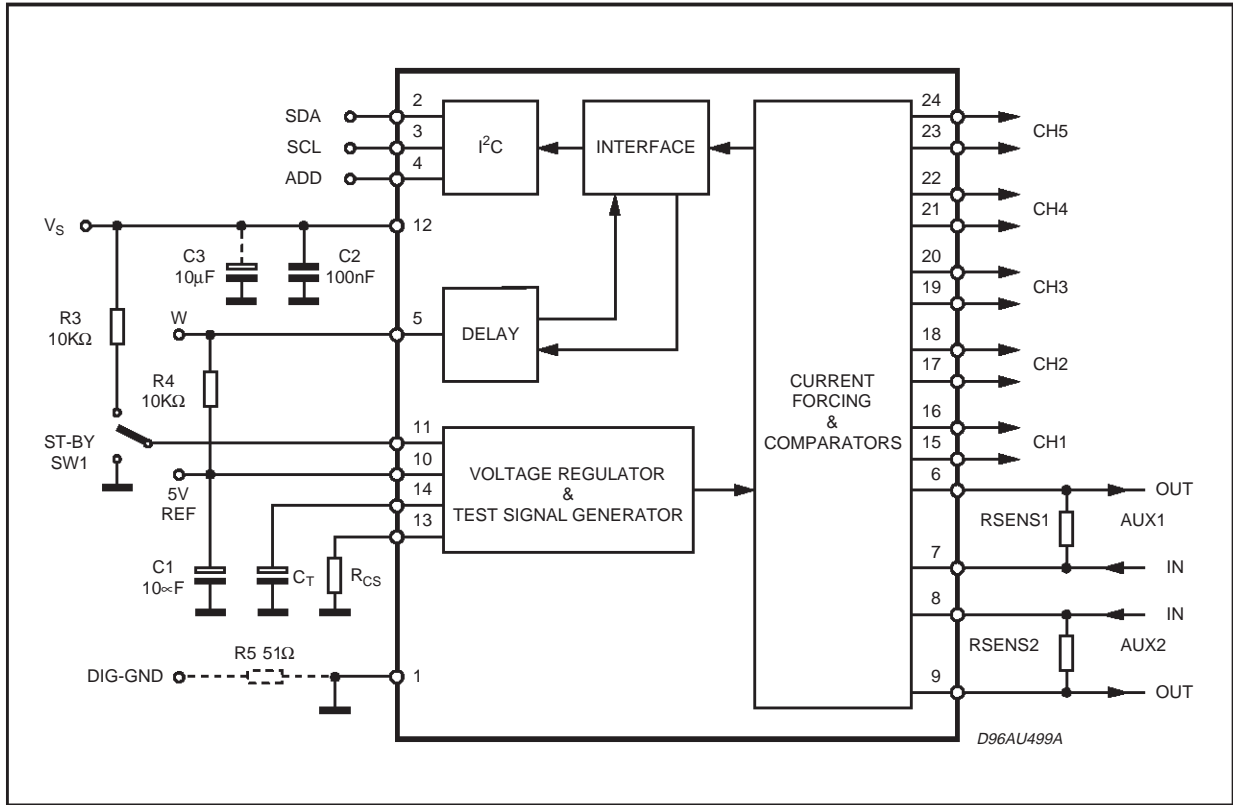 SDA
SCL
ADD
2
3
4
I²C
INTERFACE
24
23
CH5
22
21
CH4
V_S
12
C3
10µF
C2
100nF
20
19
CH3
R3
10KΩ
W
5
DELAY
18
17
CH2
R4
10KΩ
CURRENT
FORCING
&
COMPARATORS
16
15
CH1
ST-BY
SW1
11
10
14
13
VOLTAGE REGULATOR
&
TEST SIGNAL GENERATOR
5V
REF
6
OUT
RSENS1
AUX1
7
IN
C1
10∝F
C_T
R_CS
8
IN
RSENS2
AUX2
9
OUT
DIG-GND
R5 51Ω
1
D96AU499A